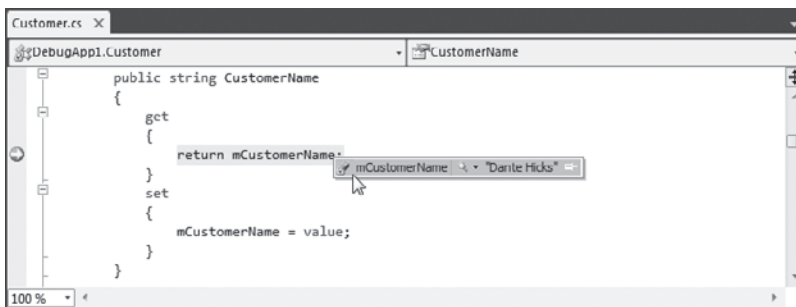 Customer.cs X
DebugApp1.Customer CustomerName
public string CustomerName
{
get
{
return mCustomerName;
mCustomerName "Dante Hicks"
}
set
{
mCustomerName = value;
}
}
100 %